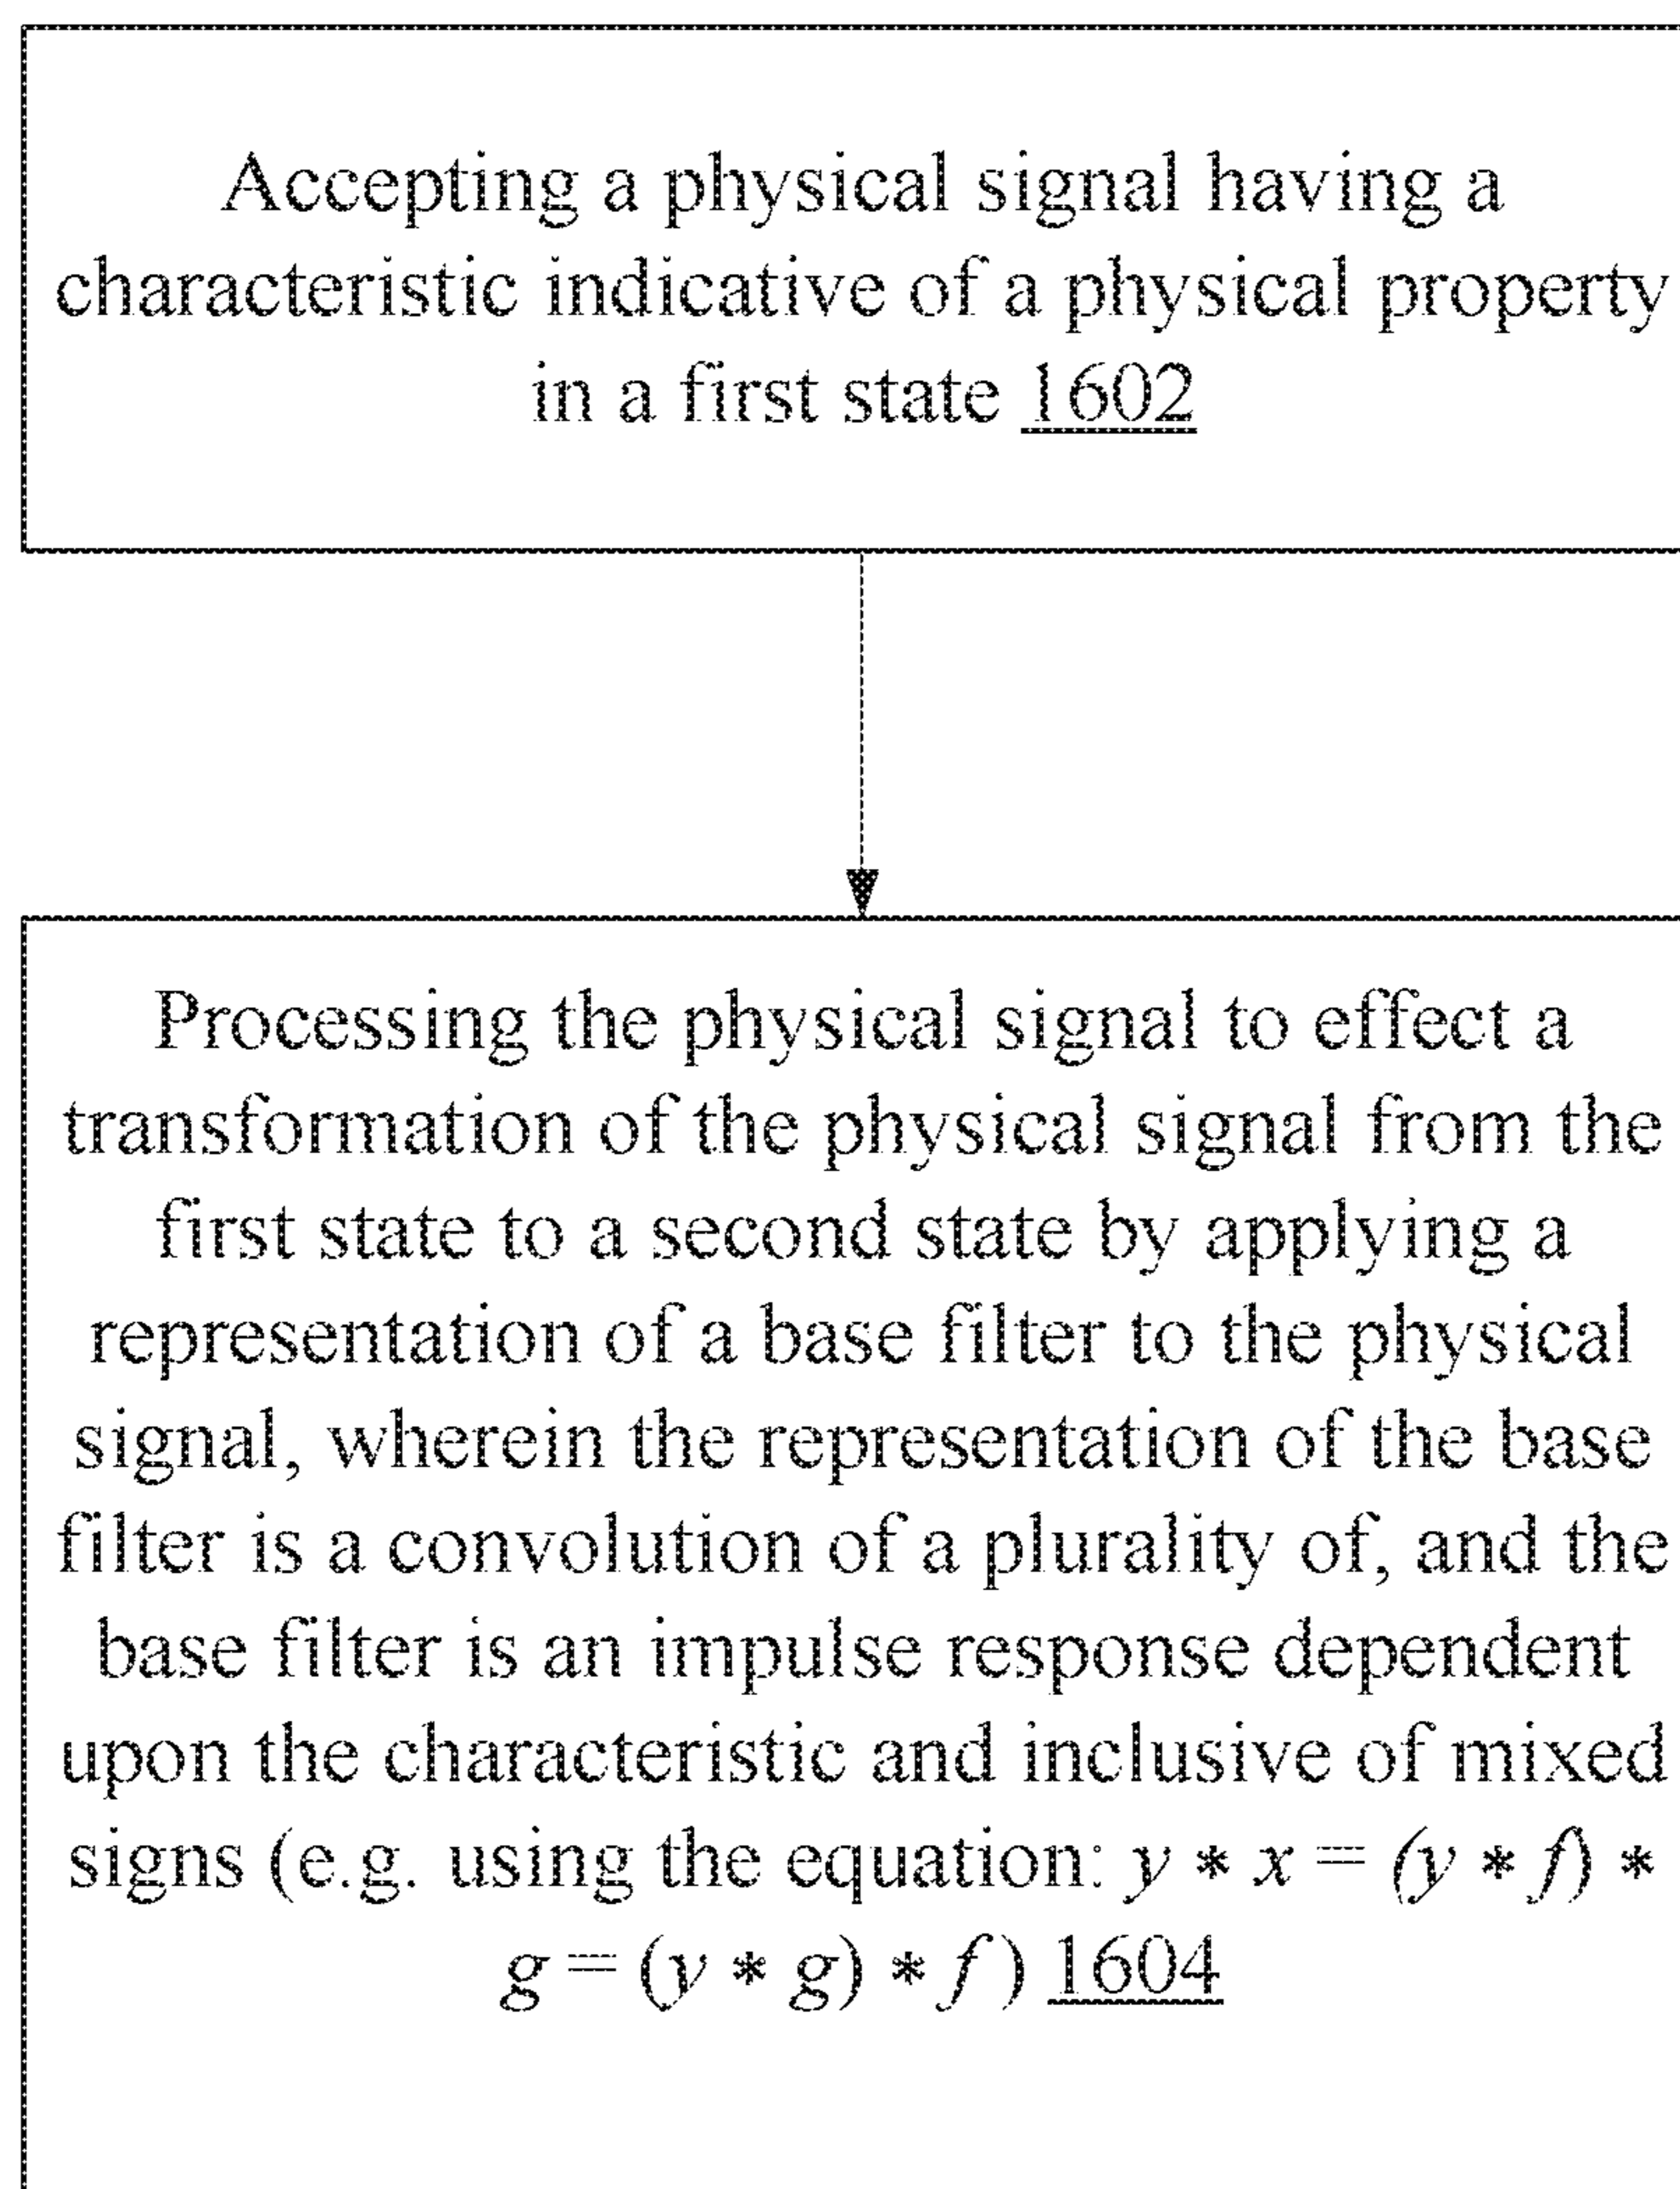 Accepting a physical signal having a
characteristic indicative of a physical property
in a first state 1602
Processing the physical signal to effect a
transformation of the physical signal from the
first state to a second state by applying a
representation of a base filter to the physical
signal, wherein the representation of the base
filter is a convolution of a plurality of, and the
base filter is an impulse response dependent
upon the characteristic and inclusive of mixed
signs (e.g. using the equation: y * x = (y * f) *
g = (y * g) * f ) 1604